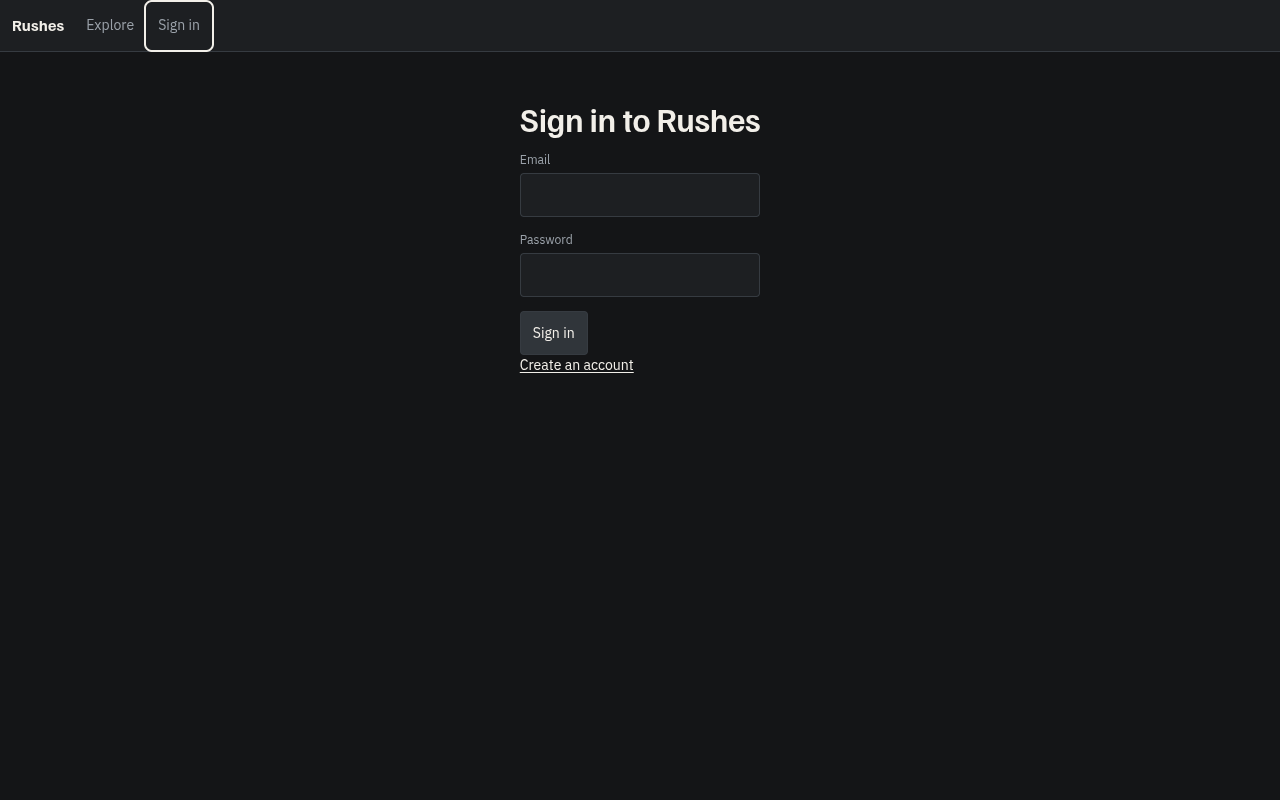 Rushes Explore Sign in
Sign in to Rushes
Email
Password
Sign in
Create an account